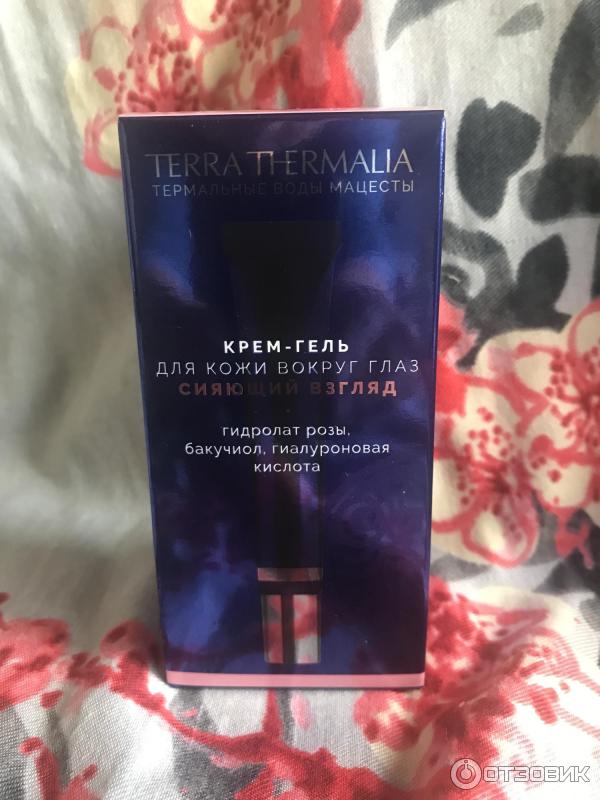 TERRA THERMALIA
ТЕРМАЛЬНЫЕ ВОДЫ МАЦЕСТЫ
КРЕМ-ГЕЛЬ
ДЛЯ КОЖИ ВОКРУГ ГЛАЗ
СИЯЮЩИЙ ВЗГЛЯД
гидролат розы,
бакучиол, гиалуроновая
кислота
ОТЗОВИК